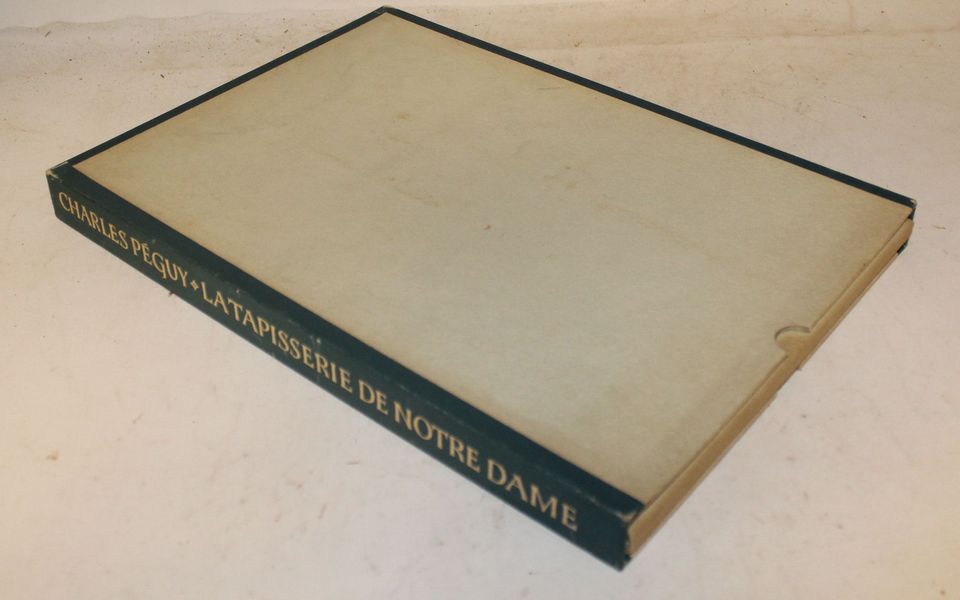 CHARLES PÉGUY ✦ LA TAPISSERIE DE NOTRE DAME